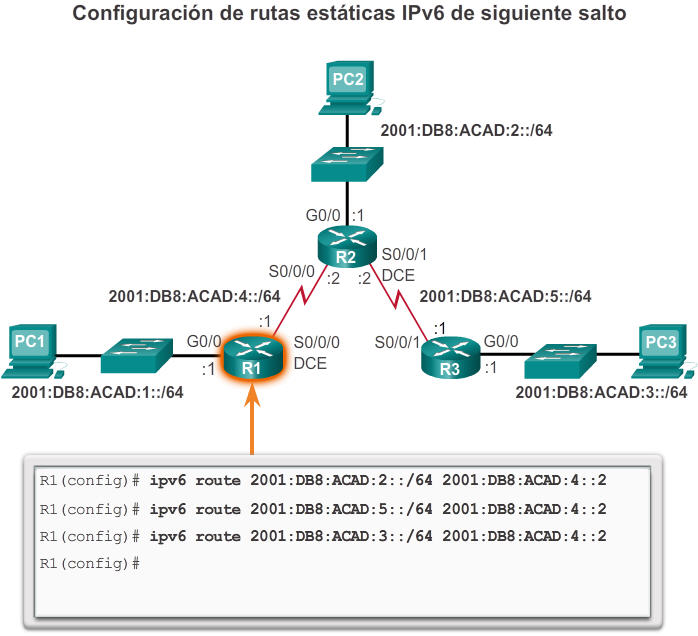 Configuración de rutas estáticas IPv6 de siguiente salto
PC2
2001:DB8:ACAD:2::/64
G0/0 :1
R2
S0/0/0 :2
:2 S0/0/1
DCE
2001:DB8:ACAD:4::/64
2001:DB8:ACAD:5::/64
PC1
G0/0
:1
:1
S0/0/0
DCE
R1
2001:DB8:ACAD:1::/64
:1
S0/0/1
R3
G0/0
:1
PC3
2001:DB8:ACAD:3::/64
R1(config)# ipv6 route 2001:DB8:ACAD:2::/64 2001:DB8:ACAD:4::2
R1(config)# ipv6 route 2001:DB8:ACAD:5::/64 2001:DB8:ACAD:4::2
R1(config)# ipv6 route 2001:DB8:ACAD:3::/64 2001:DB8:ACAD:4::2
R1(config)#